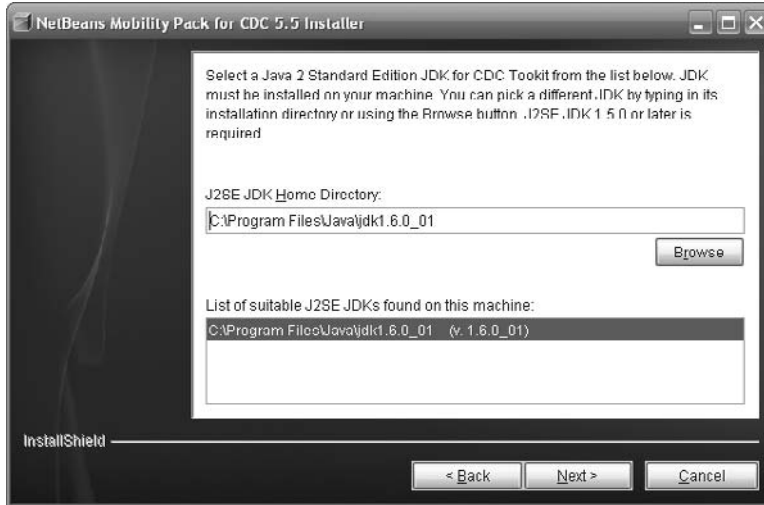 NetBeans Mobility Pack for CDC 5.5 Installer
Select a Java 2 Standard Edition JDK for CDC Tookit from the list below. JDK
must be installed on your machine. You can pick a different JDK by typing in its
installation directory or using the Browse button. J2SE JDK 1.5.0 or later is
required
J2SE JDK Home Directory:
C:\Program Files\Java\jdk1.6.0_01
Browse
List of suitable J2SE JDKs found on this machine:
C:\Program Files\Java\jdk1.6.0_01 (v. 1.6.0_01)
InstallShield
< Back Next > Cancel